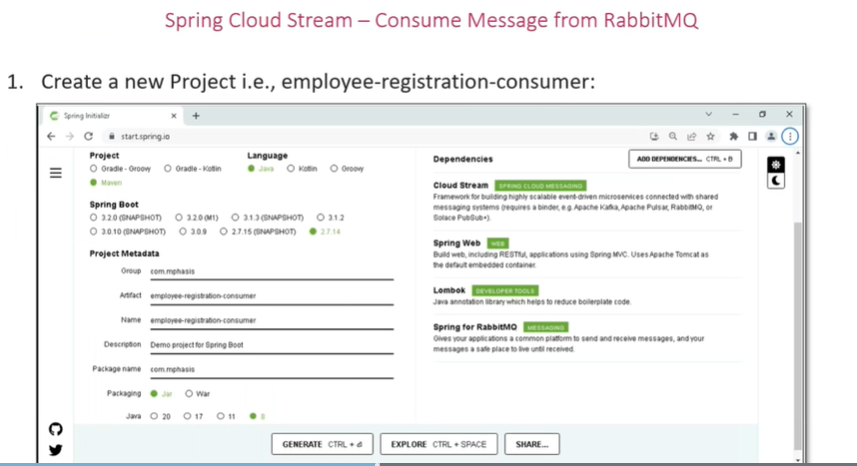 Spring Cloud Stream – Consume Message from RabbitMQ
1. Create a new Project i.e., employee-registration-consumer:
Spring Initializr
start.spring.io
Project
Gradle - Groovy Gradle - Kotlin
Maven
Language
Java Kotlin Groovy
Spring Boot
3.2.0 (SNAPSHOT) 3.2.0 (M1) 3.1.3 (SNAPSHOT) 3.1.2
3.0.10 (SNAPSHOT) 3.0.9 2.7.15 (SNAPSHOT) 2.7.14
Project Metadata
Group com.mphasis
Artifact employee-registration-consumer
Name employee-registration-consumer
Description Demo project for Spring Boot
Package name com.mphasis
Packaging Jar War
Java 20 17 11 8
Dependencies
ADD DEPENDENCIES... CTRL + B
Cloud Stream SPRING CLOUD MESSAGING
Framework for building highly scalable event-driven microservices connected with shared
messaging systems (requires a binder, e.g. Apache Kafka, Apache Pulsar, RabbitMQ, or
Solace PubSub+).
Spring Web WEB
Build web, including RESTful, applications using Spring MVC. Uses Apache Tomcat as
the default embedded container.
Lombok DEVELOPER TOOLS
Java annotation library which helps to reduce boilerplate code.
Spring for RabbitMQ MESSAGING
Gives your applications a common platform to send and receive messages, and your
messages a safe place to live until received.
GENERATE CTRL + ⏎
EXPLORE CTRL + SPACE
SHARE...